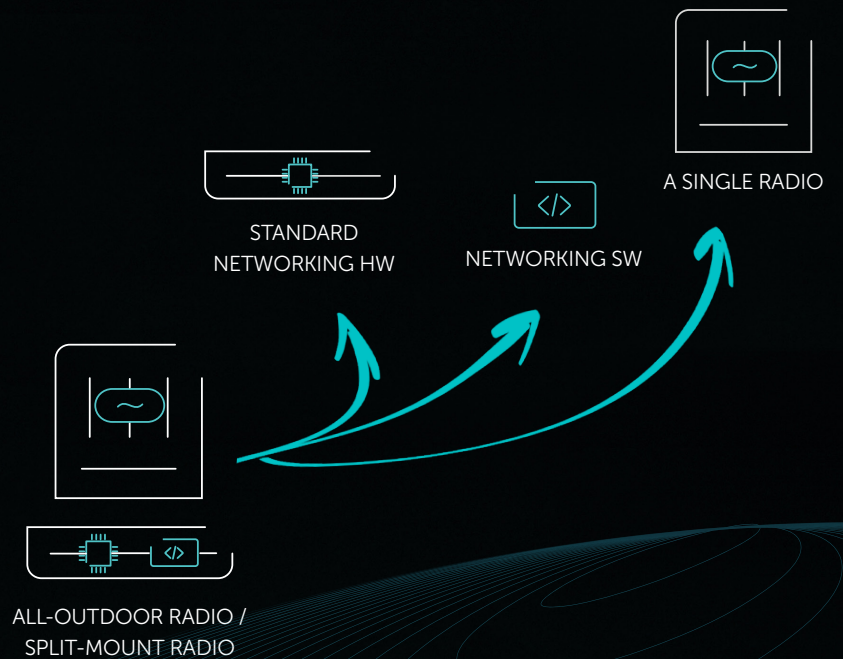 A SINGLE RADIO
STANDARD
NETWORKING HW
</>
NETWORKING SW
</>
ALL-OUTDOOR RADIO /
SPLIT-MOUNT RADIO